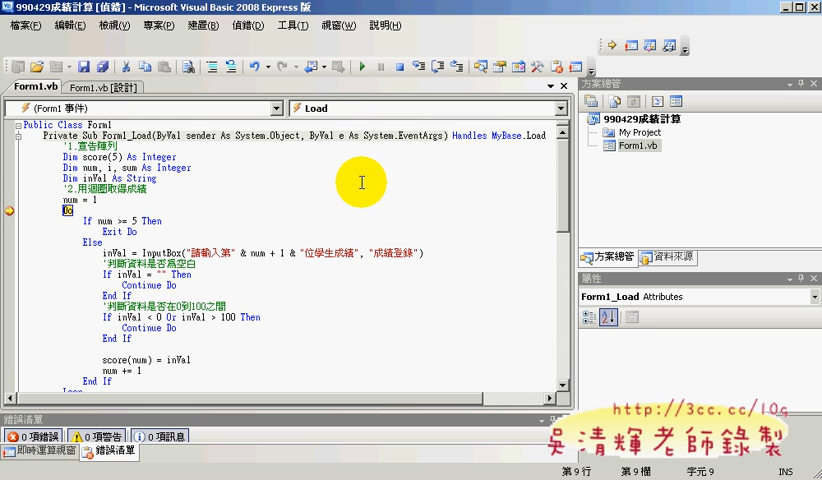 990429成績計算 [偵錯] - Microsoft Visual Basic 2008 Express 版
檔案(F) 編輯(E) 檢視(V) 專案(P) 建置(B) 偵錯(D) 工具(T) 視窗(W) 說明(H)
Form1.vb Form1.vb [設計]
(Form1 事件) Load
Public Class Form1
Private Sub Form1_Load(ByVal sender As System.Object, ByVal e As System.EventArgs) Handles MyBase.Load
'1.宣告陣列
Dim score(5) As Integer
Dim num, i, sum As Integer
Dim inVal As String
'2.用迴圈取得成績
num = 1
Do
If num >= 5 Then
Exit Do
Else
inVal = InputBox("請輸入第" & num + 1 & "位學生成績", "成績登錄")
'判斷資料是否為空白
If inVal = "" Then
Continue Do
End If
'判斷資料是否在0到100之間
If inVal < 0 Or inVal > 100 Then
Continue Do
End If
score(num) = inVal
num += 1
End If
Loop
方案總管
990429成績計算
My Project
Form1.vb
方案總管 資料來源
屬性
Form1_Load Attributes
錯誤清單
0 項錯誤 0 項警告 0 項訊息
即時運算視窗 錯誤清單
http://3cc.cc/10g
吳清輝老師錄製
第 9 行 第 9 欄 字元 9 INS